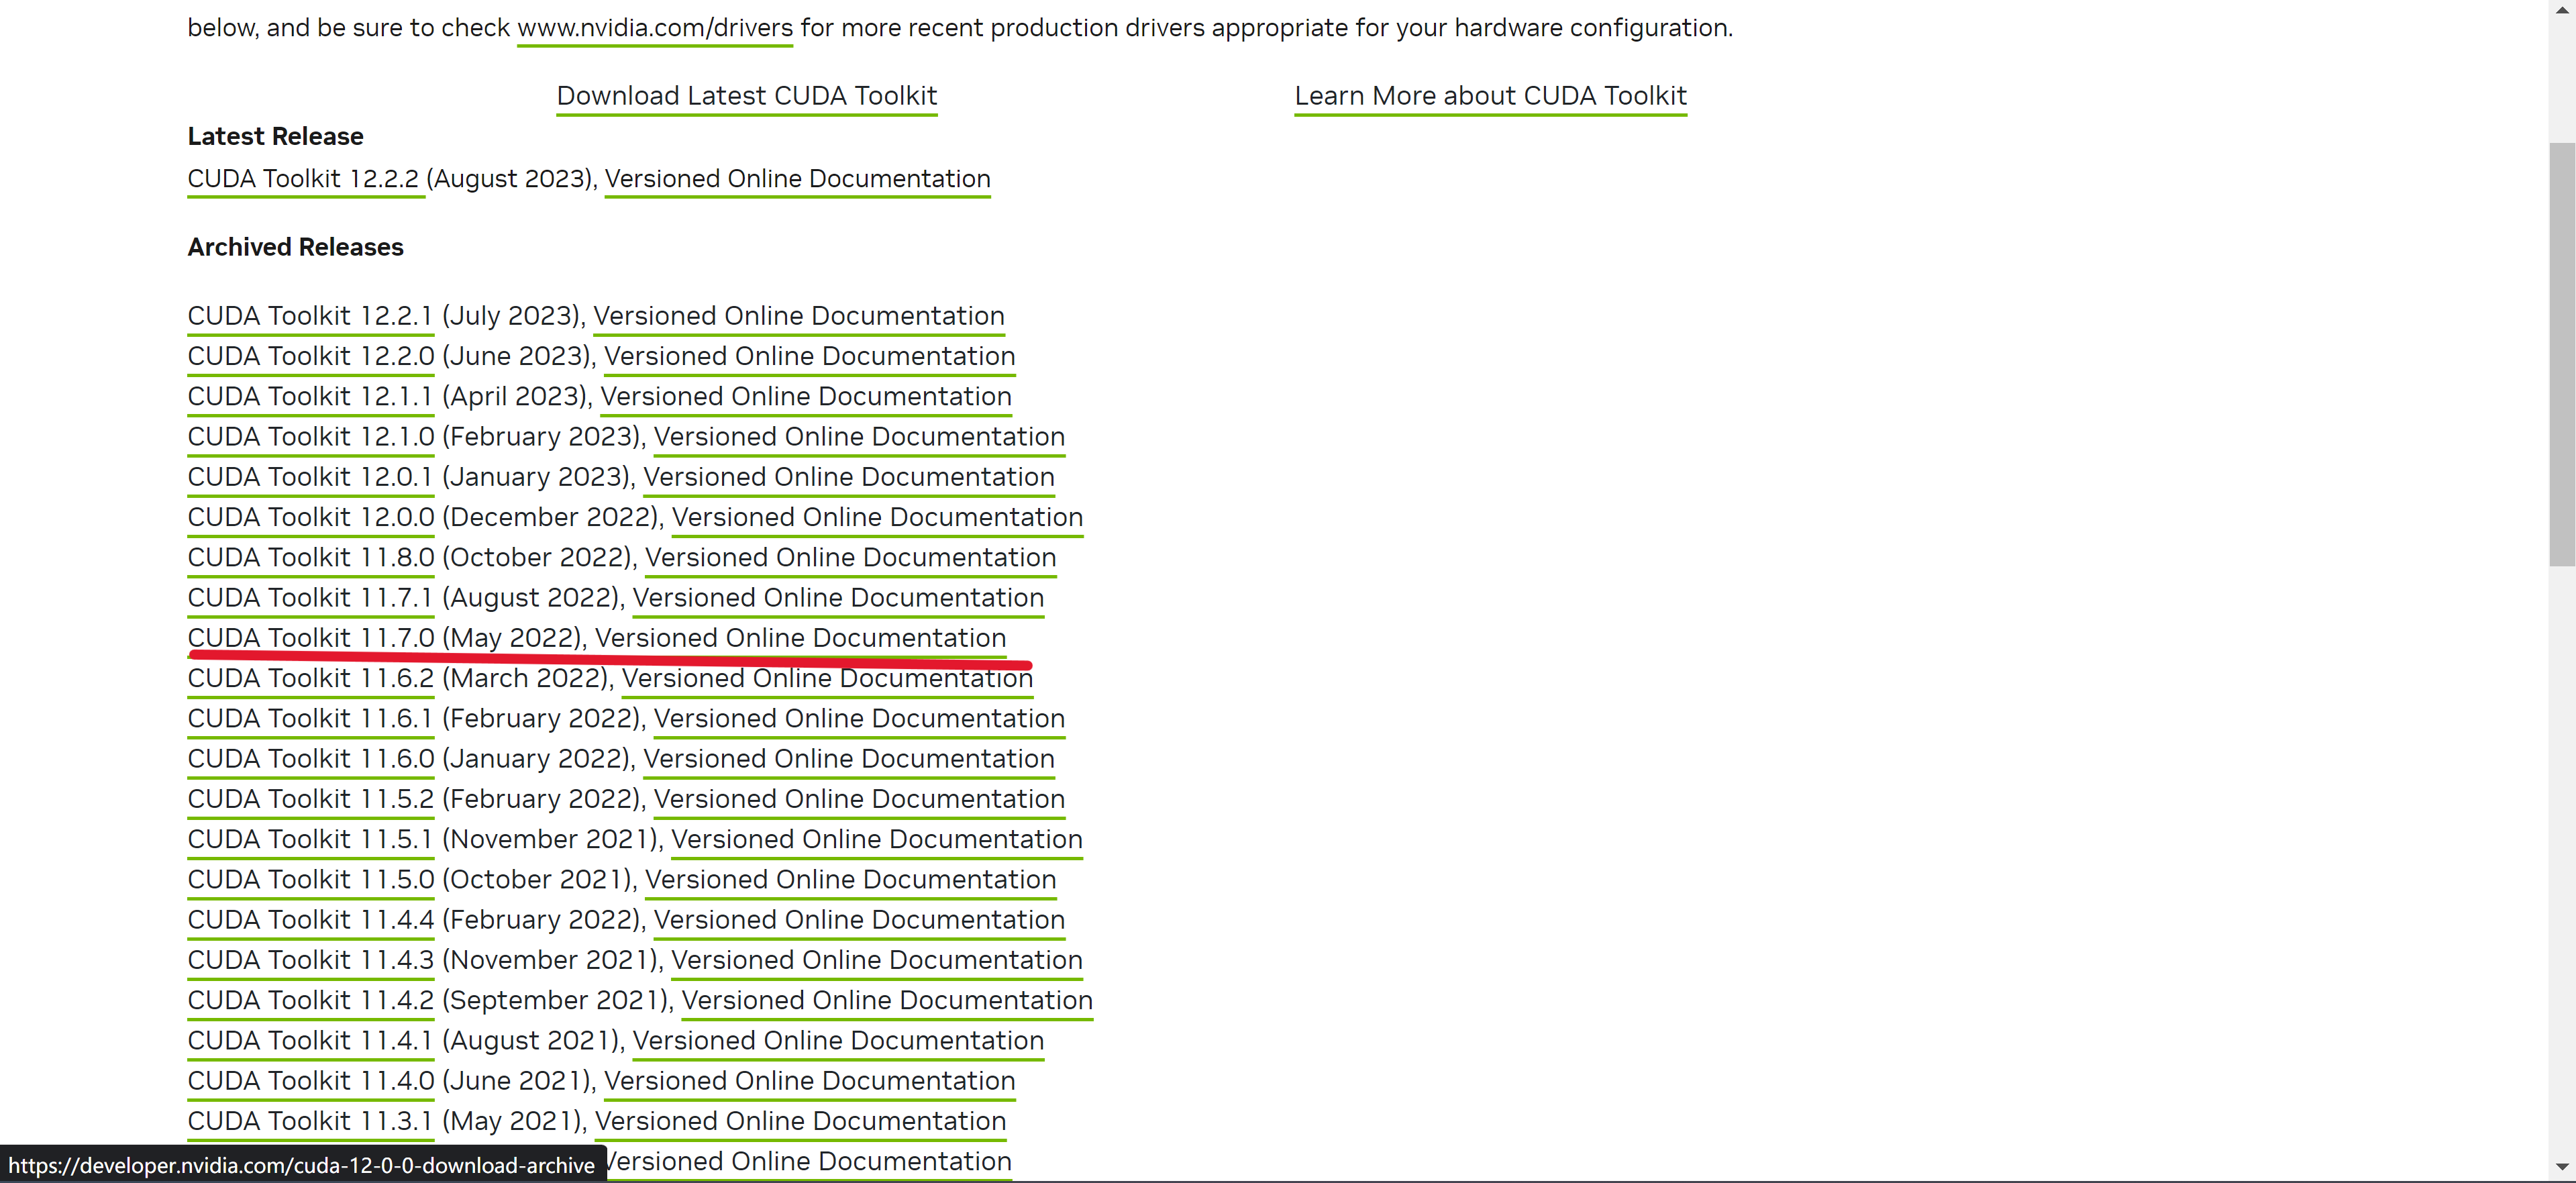 below, and be sure to check www.nvidia.com/drivers for more recent production drivers appropriate for your hardware configuration.
Download Latest CUDA Toolkit
Learn More about CUDA Toolkit
Latest Release
CUDA Toolkit 12.2.2 (August 2023), Versioned Online Documentation
Archived Releases
CUDA Toolkit 12.2.1 (July 2023), Versioned Online Documentation
CUDA Toolkit 12.2.0 (June 2023), Versioned Online Documentation
CUDA Toolkit 12.1.1 (April 2023), Versioned Online Documentation
CUDA Toolkit 12.1.0 (February 2023), Versioned Online Documentation
CUDA Toolkit 12.0.1 (January 2023), Versioned Online Documentation
CUDA Toolkit 12.0.0 (December 2022), Versioned Online Documentation
CUDA Toolkit 11.8.0 (October 2022), Versioned Online Documentation
CUDA Toolkit 11.7.1 (August 2022), Versioned Online Documentation
CUDA Toolkit 11.7.0 (May 2022), Versioned Online Documentation
CUDA Toolkit 11.6.2 (March 2022), Versioned Online Documentation
CUDA Toolkit 11.6.1 (February 2022), Versioned Online Documentation
CUDA Toolkit 11.6.0 (January 2022), Versioned Online Documentation
CUDA Toolkit 11.5.2 (February 2022), Versioned Online Documentation
CUDA Toolkit 11.5.1 (November 2021), Versioned Online Documentation
CUDA Toolkit 11.5.0 (October 2021), Versioned Online Documentation
CUDA Toolkit 11.4.4 (February 2022), Versioned Online Documentation
CUDA Toolkit 11.4.3 (November 2021), Versioned Online Documentation
CUDA Toolkit 11.4.2 (September 2021), Versioned Online Documentation
CUDA Toolkit 11.4.1 (August 2021), Versioned Online Documentation
CUDA Toolkit 11.4.0 (June 2021), Versioned Online Documentation
CUDA Toolkit 11.3.1 (May 2021), Versioned Online Documentation
https://developer.nvidia.com/cuda-12-0-0-download-archive Versioned Online Documentation